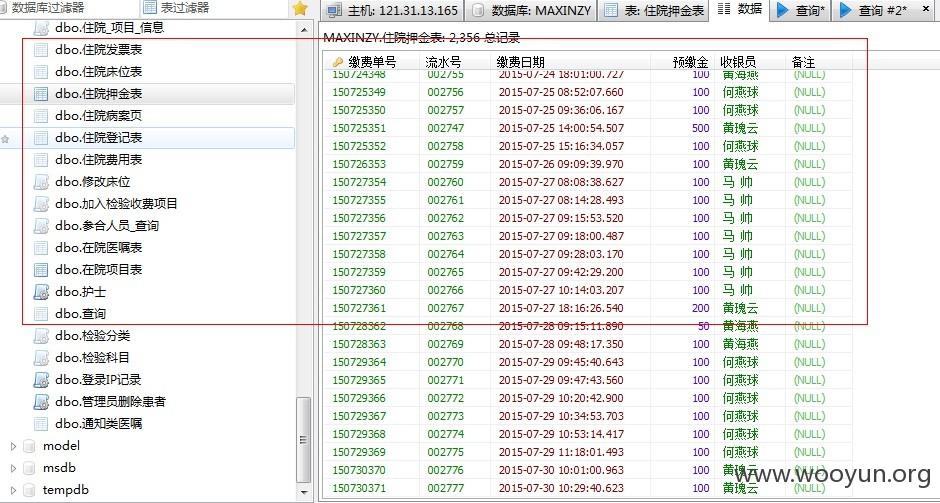 数据库过滤器 表过滤器 主机: 121.31.13.165 数据库: MAXINZY 表: 住院押金表 数据 查询* 查询 #2*
dbo.住院_项目_信息
dbo.住院发票表
dbo.住院床位表
dbo.住院押金表
dbo.住院病案页
dbo.住院登记表
dbo.住院费用表
dbo.修改床位
dbo.加入检验收费项目
dbo.参合人员_查询
dbo.在院医嘱表
dbo.在院项目表
dbo.护士
dbo.查询
dbo.检验分类
dbo.检验科目
dbo.登录IP记录
dbo.管理员删除患者
dbo.通知类医嘱
model
msdb
tempdb
MAXINZY.住院押金表: 2,356 总记录
缴费单号 流水号 缴费日期 预缴金 收银员 备注
150724348 002755 2015-07-24 18:01:00.727 100 黄海燕 (NULL)
150725349 002756 2015-07-25 08:52:07.660 100 何燕球 (NULL)
150725350 002757 2015-07-25 09:36:06.167 100 何燕球 (NULL)
150725351 002747 2015-07-25 14:00:54.507 500 黄瑰云 (NULL)
150725352 002758 2015-07-25 15:16:34.057 100 何燕球 (NULL)
150726353 002759 2015-07-26 09:09:39.970 100 黄瑰云 (NULL)
150727354 002760 2015-07-27 08:08:38.627 100 马 帅 (NULL)
150727355 002761 2015-07-27 08:14:28.493 100 马 帅 (NULL)
150727356 002762 2015-07-27 09:15:53.520 100 马 帅 (NULL)
150727357 002763 2015-07-27 09:18:00.487 100 马 帅 (NULL)
150727358 002764 2015-07-27 09:28:03.170 100 马 帅 (NULL)
150727359 002765 2015-07-27 09:42:29.200 100 马 帅 (NULL)
150727360 002766 2015-07-27 10:14:03.207 100 马 帅 (NULL)
150727361 002767 2015-07-27 18:16:26.540 200 黄瑰云 (NULL)
150728362 002768 2015-07-28 09:15:11.890 50 黄海燕 (NULL)
150728363 002769 2015-07-28 09:48:17.350 100 黄海燕 (NULL)
150729364 002770 2015-07-29 09:45:40.643 100 何燕球 (NULL)
150729365 002771 2015-07-29 09:47:43.560 100 何燕球 (NULL)
150729366 002772 2015-07-29 10:20:42.900 100 何燕球 (NULL)
150729367 002773 2015-07-29 10:34:53.703 100 何燕球 (NULL)
150729368 002774 2015-07-29 10:53:14.417 100 何燕球 (NULL)
150729369 002775 2015-07-29 11:18:01.493 100 何燕球 (NULL)
150730370 002776 2015-07-30 10:01:00.963 100 黄瑰云 (NULL)
150730371 002777 2015-07-30 10:29:40.623 100 黄瑰云 (NULL)
www.wooyun.org